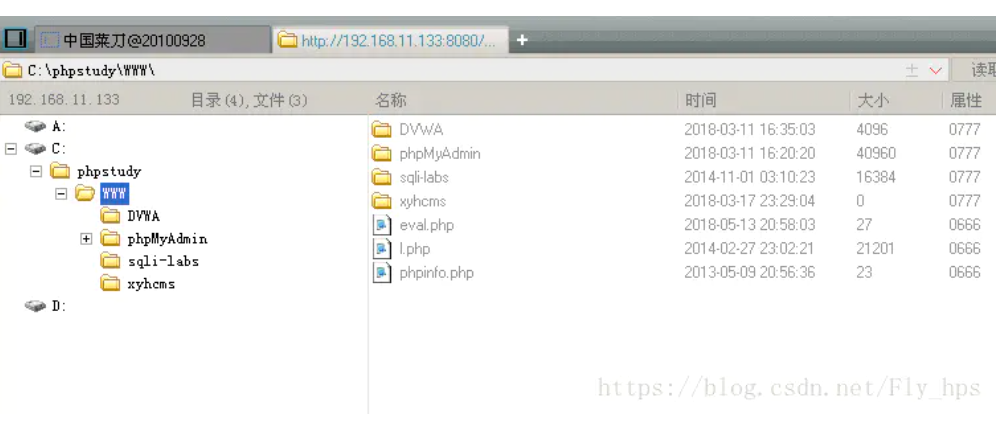 中国菜刀@20100928 http://192.168.11.133:8080/... +
C:\phpstudy\WWW\ 读取
192.168.11.133 目录(4),文件(3) 名称 时间 大小 属性
A:
C:
phpstudy
WWW
DVWA
phpMyAdmin
sqli-labs
xyhcms
D:
DVWA 2018-03-11 16:35:03 4096 0777
phpMyAdmin 2018-03-11 16:20:20 40960 0777
sqli-labs 2014-11-01 03:10:23 16384 0777
xyhcms 2018-03-17 23:29:04 0 0777
eval.php 2018-05-13 20:58:03 27 0666
l.php 2014-02-27 23:02:21 21201 0666
phpinfo.php 2013-05-09 20:56:36 23 0666
https://blog.csdn.net/Fly_hps